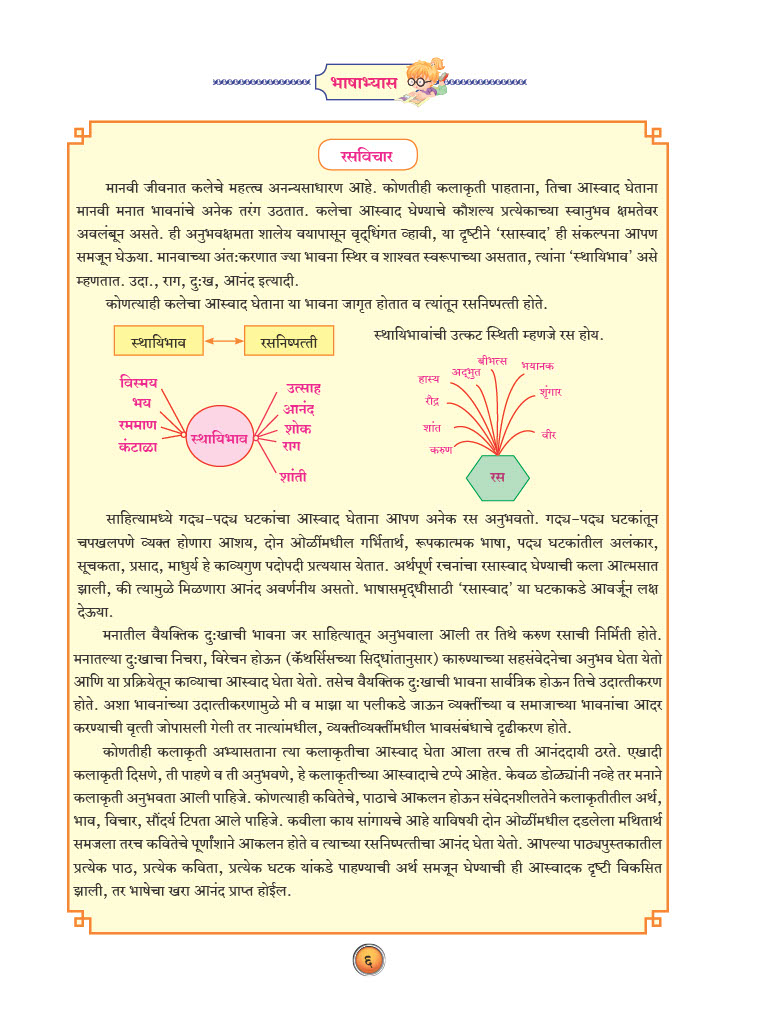 भाषाभ्यास
रसविचार
मानवी जीवनात कलेचे महत्त्व अनन्यसाधारण आहे. कोणतीही कलाकृती पाहताना, तिचा आस्वाद घेताना
मानवी मनात भावनांचे अनेक तरंग उठतात. कलेचा आस्वाद घेण्याचे कौशल्य प्रत्येकाच्या स्वानुभव क्षमतेवर
अवलंबून असते. ही अनुभवक्षमता शालेय वयापासून वृद्धिंगत व्हावी, या दृष्टीने ‘रसास्वाद’ ही संकल्पना आपण
समजून घेऊया. मानवाच्या अंत:करणात ज्या भावना स्थिर व शाश्वत स्वरूपाच्या असतात, त्यांना ‘स्थायिभाव’ असे
म्हणतात. उदा., राग, दु:ख, आनंद इत्यादी.
कोणत्याही कलेचा आस्वाद घेताना या भावना जागृत होतात व त्यांतून रसनिष्पत्ती होते.
स्थायिभाव
रसनिष्पत्ती
स्थायिभावांची उत्कट स्थिती म्हणजे रस होय.
विस्मय
भय
रममाण
कंटाळा
स्थायिभाव
उत्साह
आनंद
शोक
राग
शांती
हास्य
अद्भुत
बीभत्स
भयानक
रौद्र
शृंगार
शांत
वीर
करुण
रस
साहित्यामध्ये गद्य-पद्य घटकांचा आस्वाद घेताना आपण अनेक रस अनुभवतो. गद्य-पद्य घटकांतून
चपखलपणे व्यक्त होणारा आशय, दोन ओळींमधील गर्भितार्थ, रूपकात्मक भाषा, पद्य घटकांतील अलंकार,
सूचकता, प्रसाद, माधुर्य हे काव्यगुण पदोपदी प्रत्ययास येतात. अर्थपूर्ण रचनांचा रसास्वाद घेण्याची कला आत्मसात
झाली, की त्यामुळे मिळणारा आनंद अवर्णनीय असतो. भाषासमृद्धीसाठी ‘रसास्वाद’ या घटकाकडे आवर्जून लक्ष
देऊया.
मनातील वैयक्तिक दु:खाची भावना जर साहित्यातून अनुभवाला आली तर तिथे करुण रसाची निर्मिती होते.
मनातल्या दु:खाचा निचरा, विरेचन होऊन (कॅथर्सिसच्या सिद्धांतानुसार) कारुण्याच्या सहसंवेदनेचा अनुभव घेता येतो
आणि या प्रक्रियेतून काव्याचा आस्वाद घेता येतो. तसेच वैयक्तिक दु:खाची भावना सार्वत्रिक होऊन तिचे उदात्तीकरण
होते. अशा भावनांच्या उदात्तीकरणामुळे मी व माझा या पलीकडे जाऊन व्यक्तींच्या व समाजाच्या भावनांचा आदर
करण्याची वृत्ती जोपासली गेली तर नात्यांमधील, व्यक्तीव्यक्तींमधील भावसंबंधाचे दृढीकरण होते.
कोणतीही कलाकृती अभ्यासताना त्या कलाकृतीचा आस्वाद घेता आला तरच ती आनंददायी ठरते. एखादी
कलाकृती दिसणे, ती पाहणे व ती अनुभवणे, हे कलाकृतीच्या आस्वादाचे टप्पे आहेत. केवळ डोळ्यांनी नव्हे तर मनाने
कलाकृती अनुभवता आली पाहिजे. कोणत्याही कवितेचे, पाठाचे आकलन होऊन संवेदनशीलतेने कलाकृतीतील अर्थ,
भाव, विचार, सौंदर्य टिपता आले पाहिजे. कवीला काय सांगायचे आहे याविषयी दोन ओळींमधील दडलेला मथितार्थ
समजला तरच कवितेचे पूर्णांशाने आकलन होते व त्याच्या रसनिष्पत्तीचा आनंद घेता येतो. आपल्या पाठ्यपुस्तकातील
प्रत्येक पाठ, प्रत्येक कविता, प्रत्येक घटक यांकडे पाहण्याची अर्थ समजून घेण्याची ही आस्वादक दृष्टी विकसित
झाली, तर भाषेचा खरा आनंद प्राप्त होईल.
६